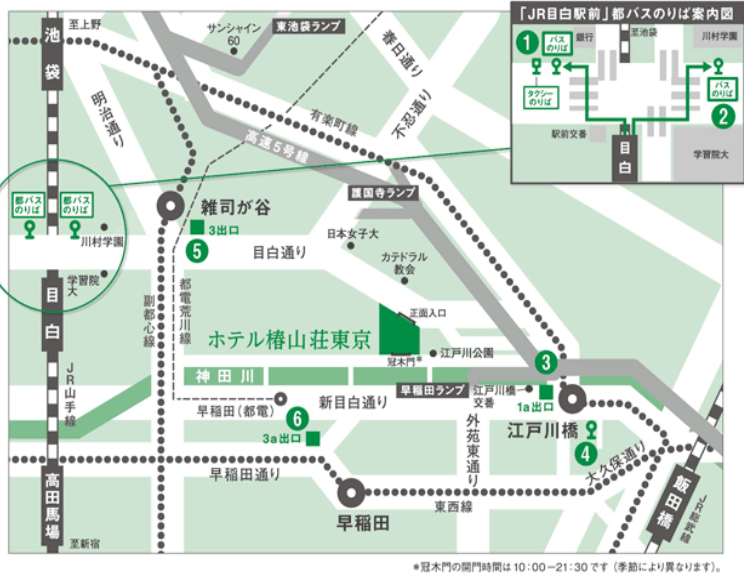 「JR目白駅前」都バスのりば案内図
1
バス
のりば
銀行
至池袋
川村学園
タクシー
のりば
バス
のりば
2
駅前交番
目白
学習院大
至上野
池袋
サンシャイン
60
東池袋ランプ
春日通り
明治通り
有楽町線
不忍通り
高速5号線
護国寺ランプ
都バス
のりば
都バス
のりば
川村学園
雑司が谷
3出口
5
目白通り
日本女子大
カテドラル
教会
学習院
大
目白
副都心線
都電荒川線
正面入口
ホテル椿山荘東京
冠木門*
江戸川公園
3
JR山手線
神田川
早稲田ランプ
江戸川橋
交番
1a出口
早稲田(都電)
新目白通り
6
3a出口
外苑東通り
江戸川橋
4
大久保通り
早稲田通り
高田馬場
早稲田
東西線
飯田橋
JR総武線
至新宿
*冠木門の開門時間は10:00−21:30です(季節により異なります)。